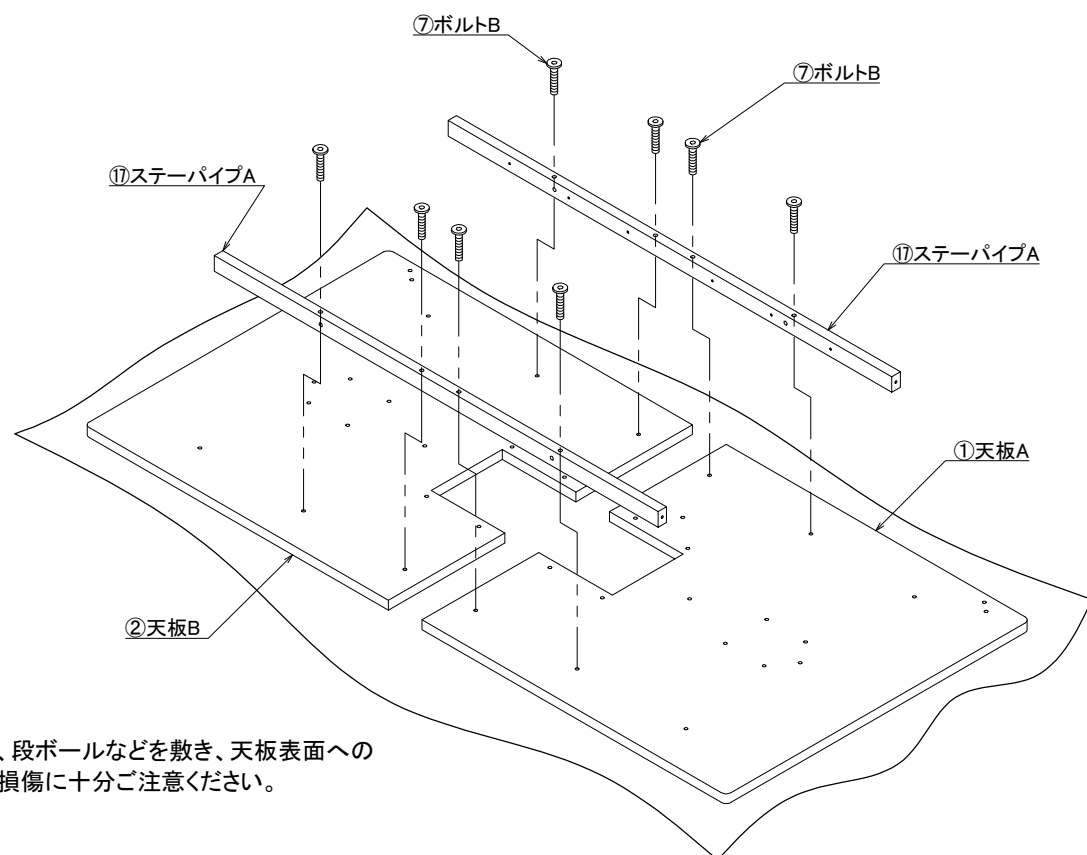 ⑦ボルトB
⑦ボルトB
⑰ステーパイプA
⑰ステーパイプA
①天板A
②天板B
、段ボールなどを敷き、天板表面への
損傷に十分ご注意ください。